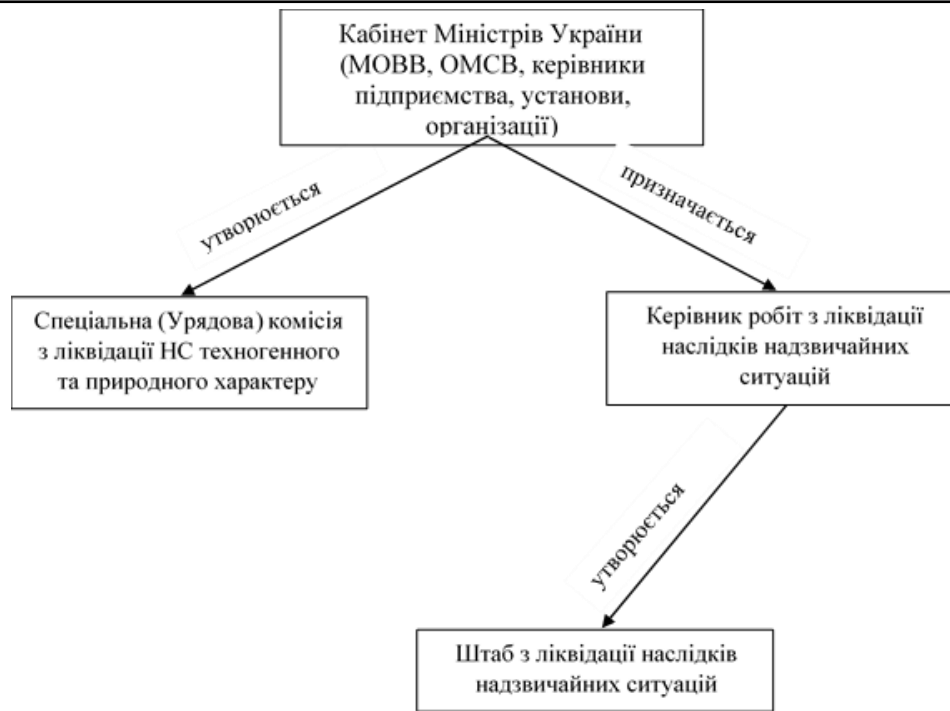 Кабінет Міністрів України
(МОВВ, ОМСВ, керівники
підприємства, установи,
організації)
утворюється
призначається
Спеціальна (Урядова) комісія
з ліквідації НС техногенного
та природного характеру
Керівник робіт з ліквідації
наслідків надзвичайних
ситуацій
утворюється
Штаб з ліквідації наслідків
надзвичайних ситуацій